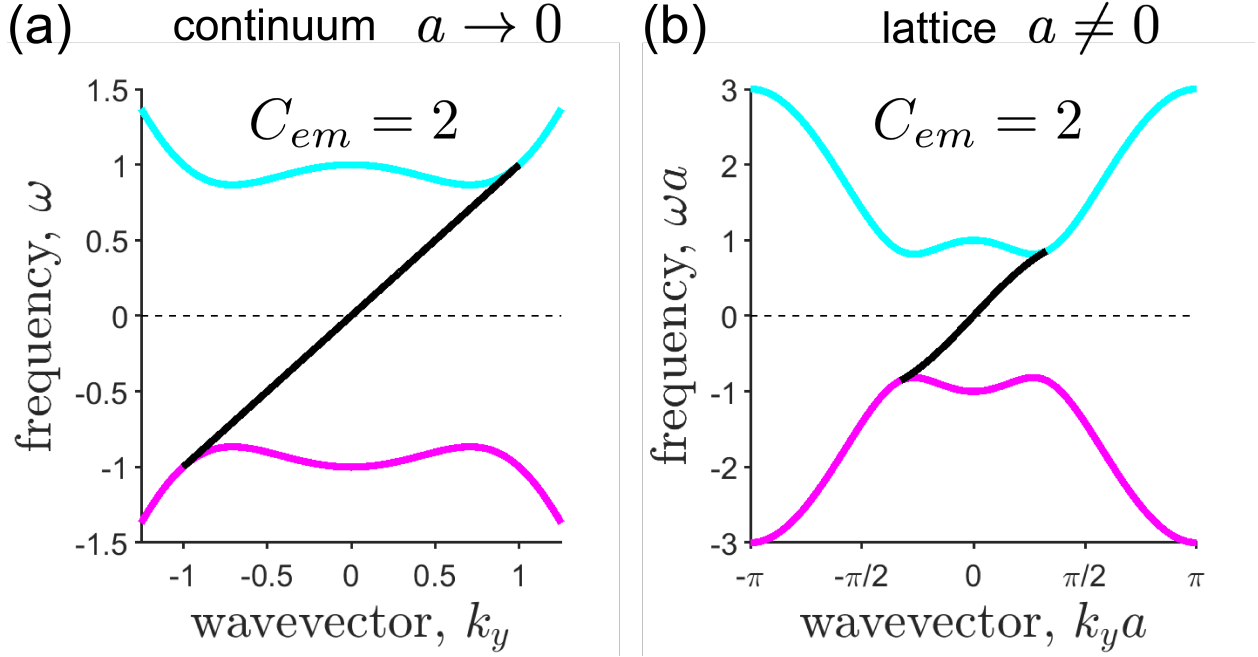 (a) continuum a → 0
C_em = 2
frequency, ω
1.5
1
0.5
0
-0.5
-1
-1.5
-1 -0.5 0 0.5 1
wavevector, k_y
(b) lattice a ≠ 0
C_em = 2
frequency, ωa
3
2
1
0
-1
-2
-3
-π -π/2 0 π/2 π
wavevector, k_y a